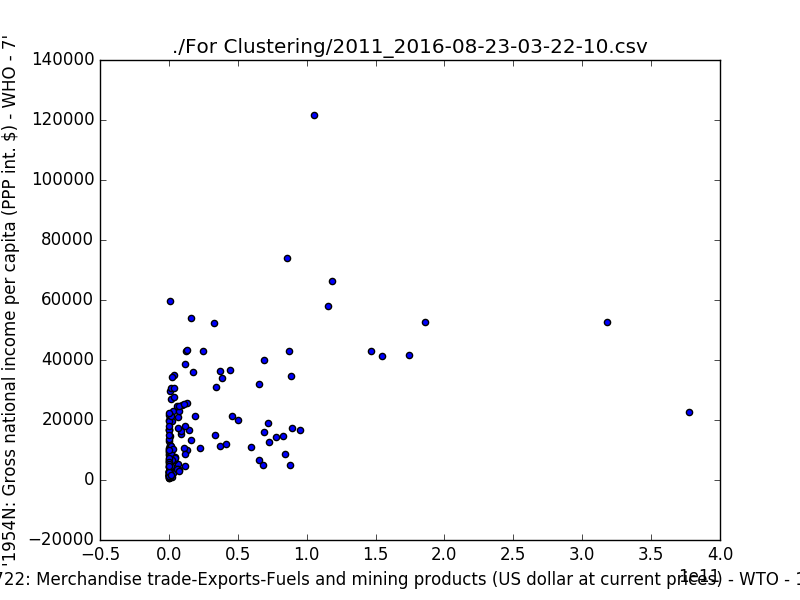 ./For Clustering/2011_2016-08-23-03-22-10.csv
'1954N: Gross national income per capita (PPP int. $) - WHO - 7'
140000
120000
100000
80000
60000
40000
20000
0
−20000
−0.5 0.0 0.5 1.0 1.5 2.0 2.5 3.0 3.5 4.0
1e11
722: Merchandise trade-Exports-Fuels and mining products (US dollar at current prices) - WTO - 1